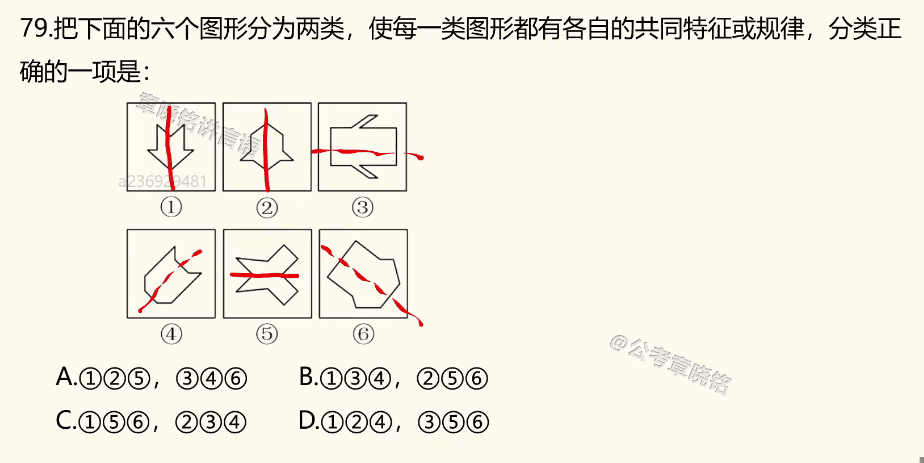 79.把下面的六个图形分为两类，使每一类图形都有各自的共同特征或规律，分类正
确的一项是：
章晓铭讲言语
a236929481
① ② ③
④ ⑤ ⑥
@公考章晓铭
A.①②⑤，③④⑥ B.①③④，②⑤⑥
C.①⑤⑥，②③④ D.①②④，③⑤⑥